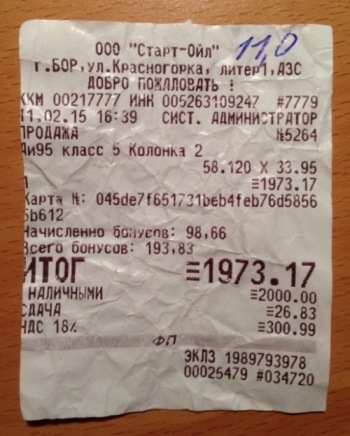 ООО "Старт-Ойл" 11,0
г.БОР,ул.Красногорка, литер1,АЗС
ДОБРО ПОЖАЛОВАТЬ !
ККМ 00217777 ИНН 005263109247 #7779
11.02.15 16:39 СИСТ. АДМИНИСТРАТОР
ПРОДАЖА №5264
Аи95 класс 5 Колонка 2
58.120 X 33.95
1 ≡1973.17
Карта №: 045de7f651731beb4feb76d5856
5b612
Начисленно бонусов: 98,66
Всего бонусов: 193,83
ИТОГ ≡1973.17
НАЛИЧНЫМИ ≡2000.00
СДАЧА ≡26.83
НДС 18% ≡300.99
ФП
ЭКЛЗ 1989793978
00025479 #034720